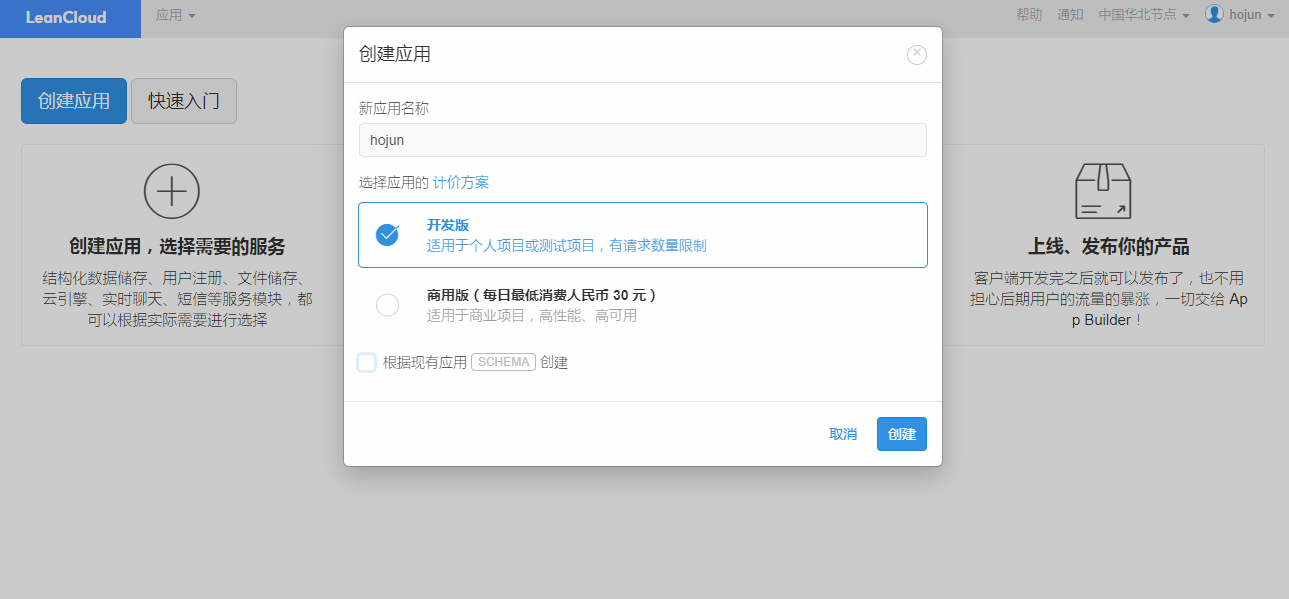 LeanCloud
应用
帮助 通知 中国华北节点 hojun
创建应用 快速入门
创建应用，选择需要的服务
结构化数据储存、用户注册、文件储存、
云引擎、实时聊天、短信等服务模块，都
可以根据实际需要进行选择
创建应用
新应用名称
hojun
选择应用的 计价方案
开发版
适用于个人项目或测试项目，有请求数量限制
商用版（每日最低消费人民币 30 元）
适用于商业项目，高性能、高可用
根据现有应用 SCHEMA 创建
取消 创建
上线、发布你的产品
客户端开发完之后就可以发布了，也不用
担心后期用户的流量的暴涨，一切交给 Ap
p Builder！